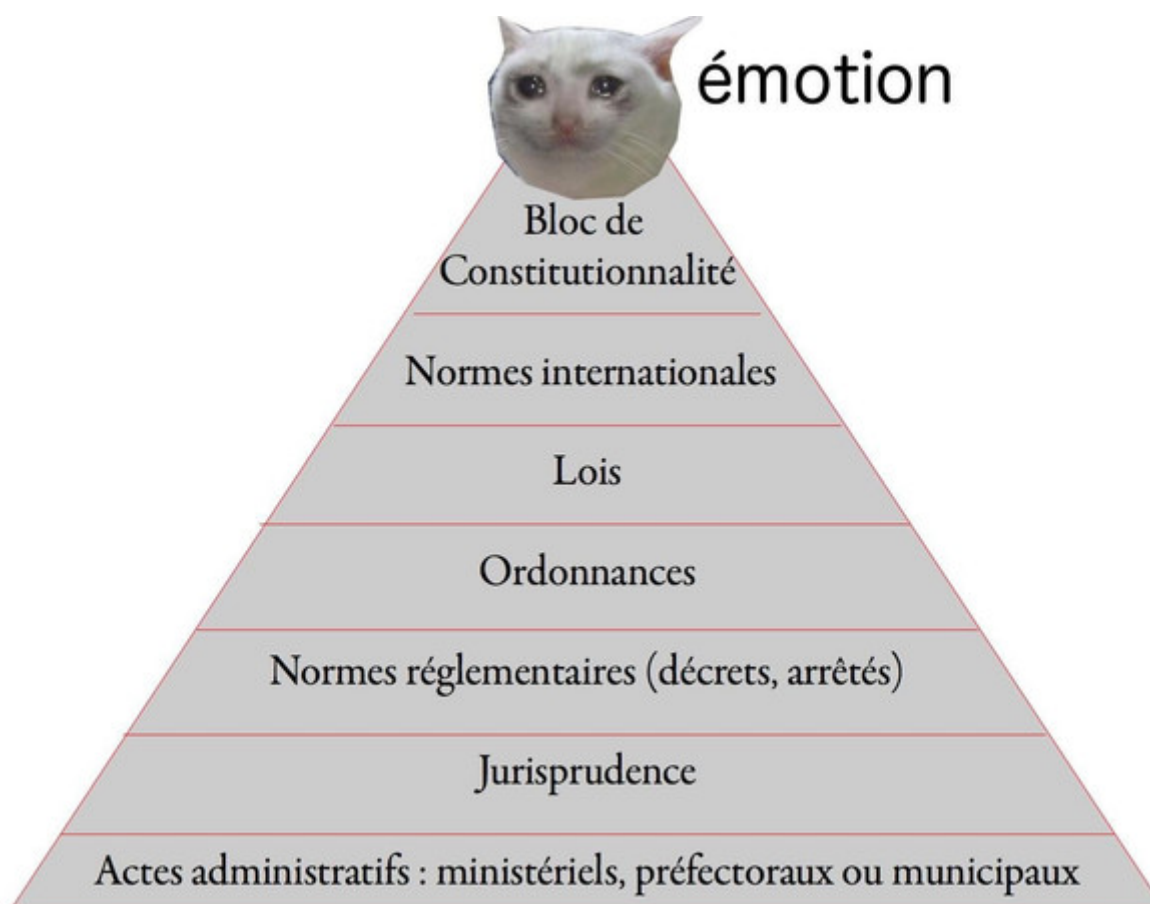 émotion
Bloc de
Constitutionnalité
Normes internationales
Lois
Ordonnances
Normes réglementaires (décrets, arrêtés)
Jurisprudence
Actes administratifs : ministériels, préfectoraux ou municipaux